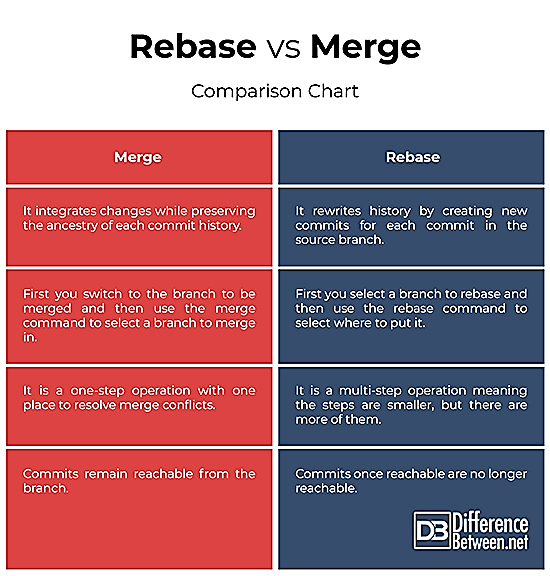 Rebase vs Merge
Comparison Chart
Merge
Rebase
It integrates changes while preserving
the ancestry of each commit history.
It rewrites history by creating new
commits for each commit in the
source branch.
First you switch to the branch to be
merged and then use the merge
command to select a branch to merge
in.
First you select a branch to rebase and
then use the rebase command to
select where to put it.
It is a one-step operation with one
place to resolve merge conflicts.
It is a multi-step operation meaning
the steps are smaller, but there are
more of them.
Commits remain reachable from the
branch.
Commits once reachable are no longer
reachable.
DB Difference
Between.net